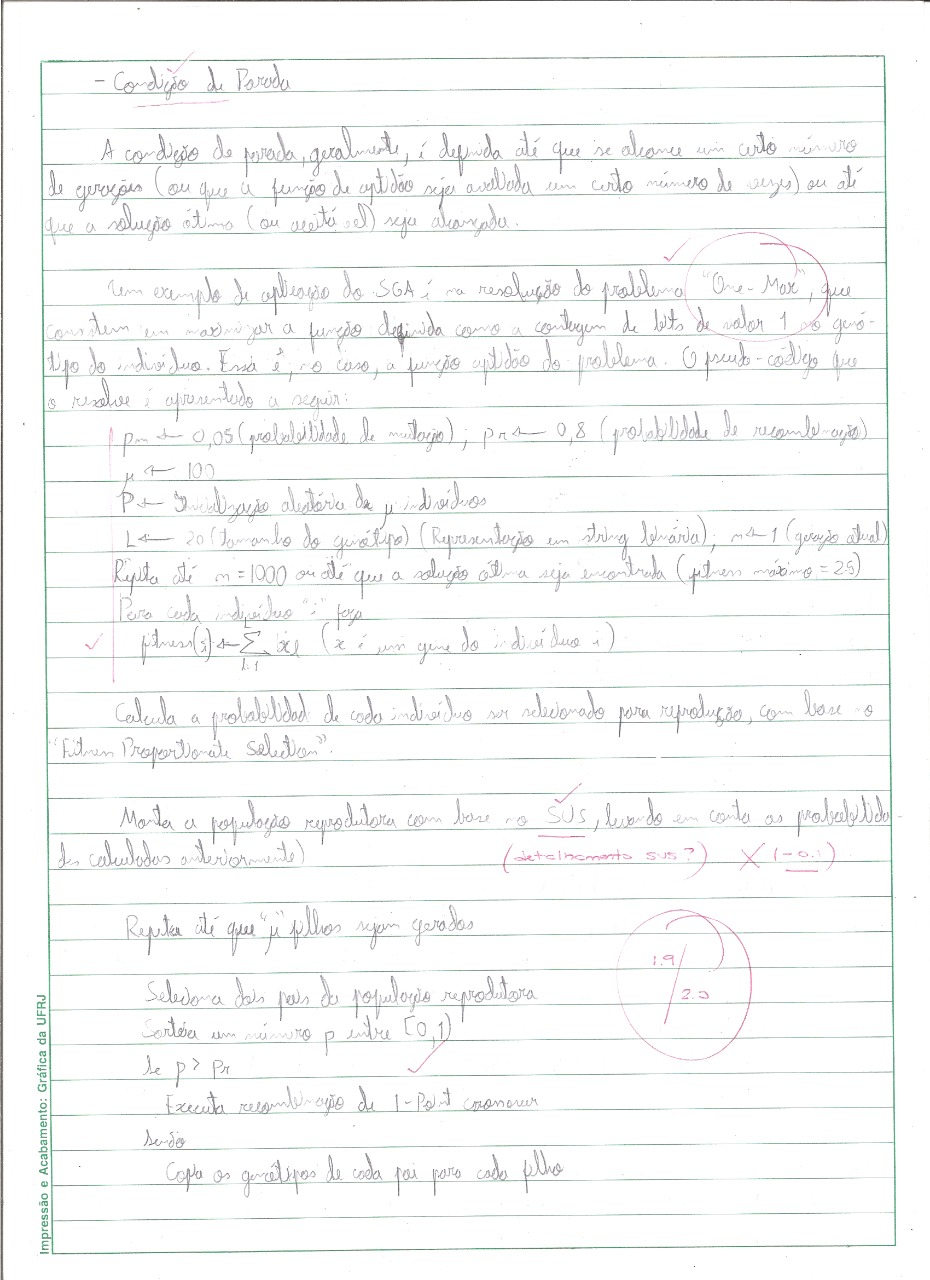 - Condição de Parada
A condição de parada, geralmente, é definida até que se alcance um certo número
de gerações (ou que a função de aptidão seja avaliada um certo número de vezes) ou até
que a solução ótima (ou aceitável) seja alcançada.
Um exemplo de aplicação do SGA é na resolução do problema "One-Max", que
consitem em maximizar a função definida como a contagem de bits de valor 1 no genó-
tipo do indivíduo. Essa é, no caso, a função aptidão do problema. O pseudo-código que
o resolve é apresentado a seguir:
pm ← 0,05 (probabilidade de mutação); pr ← 0,8 (probabilidade de recombinação)
μ ← 100
P ← Inicialização aleatória de μ indivíduos
L ← 20 (tamanho do genótipo) (Representação em string binária); n ← 1 (geração atual)
Repita até n = 1000 ou até que a solução ótima seja encontrada (fitness máximo = 25)
Para cada indivíduo "i" faça
fitness(i) ← L Σ l=1 xl (x é um gene do indivíduo i)
Calcula a probabilidade de cada indivíduo ser selecionado para reprodução, com base no
"Fitness Proportionate Selection".
Monta a população reprodutora com base no SUS, levando em conta as probabilida-
des calculadas anteriormente)
(detalhamento SUS?) X (-0.1)
Repita até que "μ" filhos sejam gerados
1.9/
2.0
Seleciona dois pais da população reprodutora
Sorteia um número p entre [0,1)
Se p > Pr
Executa recombinação de 1-Point crossover
senão
Copia os genótipos de cada pai para cada filho
Impressão e Acabamento: Gráfica da UFRJ